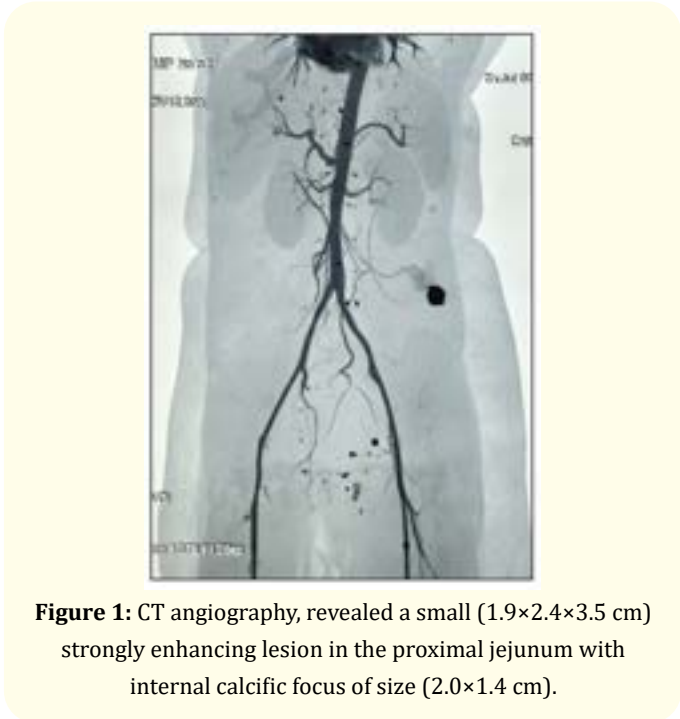 Figure 1: CT angiography, revealed a small (1.9×2.4×3.5 cm)
strongly enhancing lesion in the proximal jejunum with
internal calcific focus of size (2.0×1.4 cm).